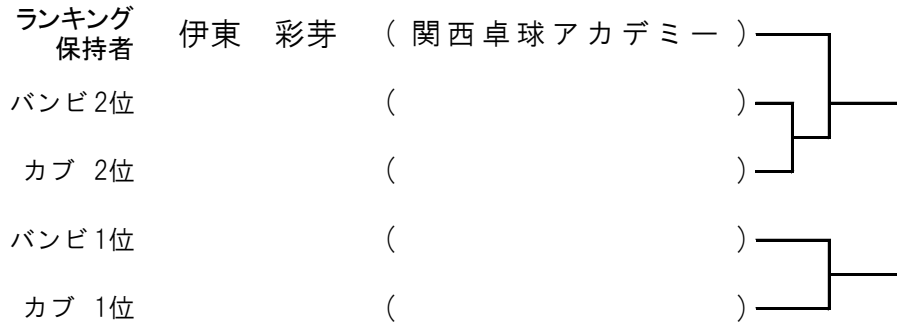 ランキング
保持者 伊東 彩芽 (関西卓球アカデミー)
バンビ2位 ( )
カブ 2位 ( )
バンビ1位 ( )
カブ 1位 ( )